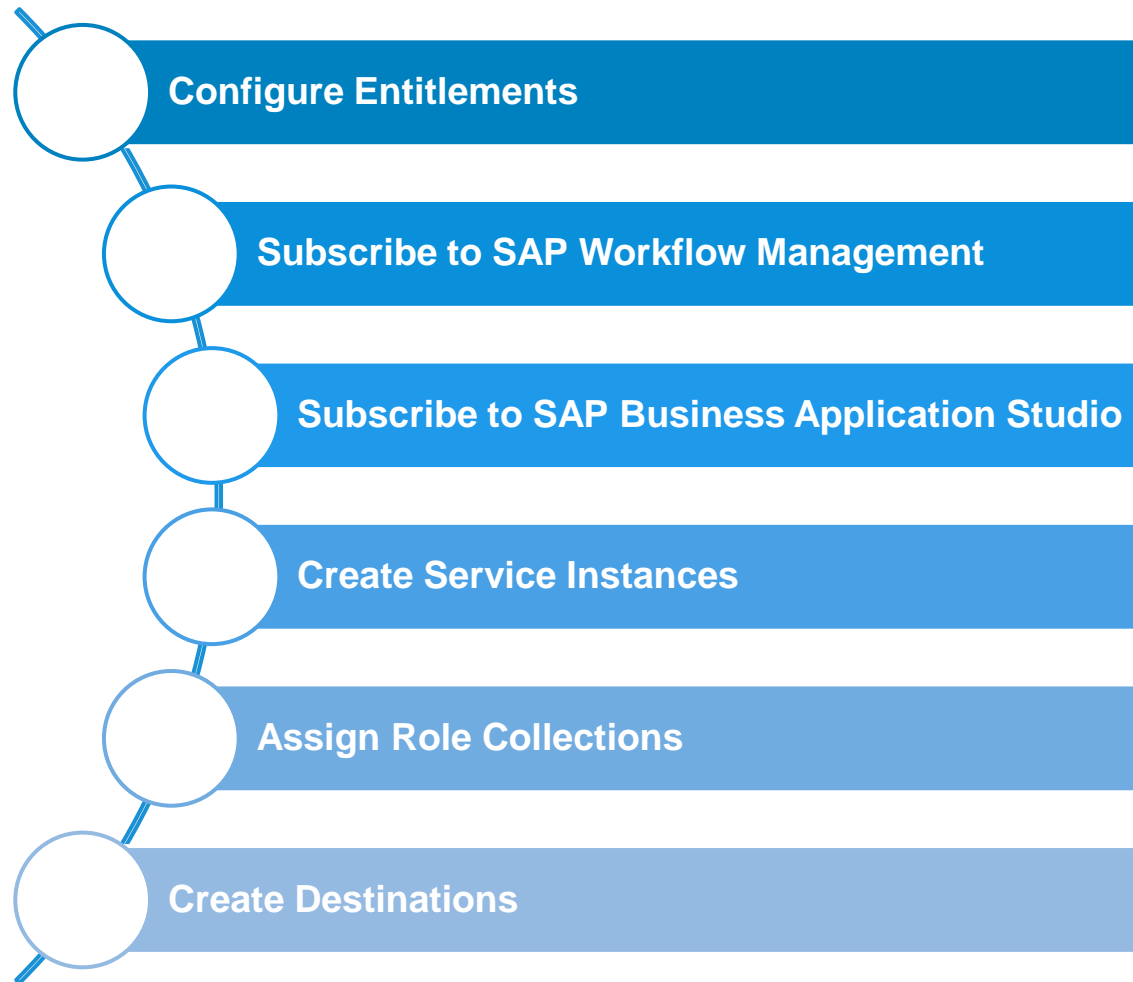 Configure Entitlements
Subscribe to SAP Workflow Management
Subscribe to SAP Business Application Studio
Create Service Instances
Assign Role Collections
Create Destinations